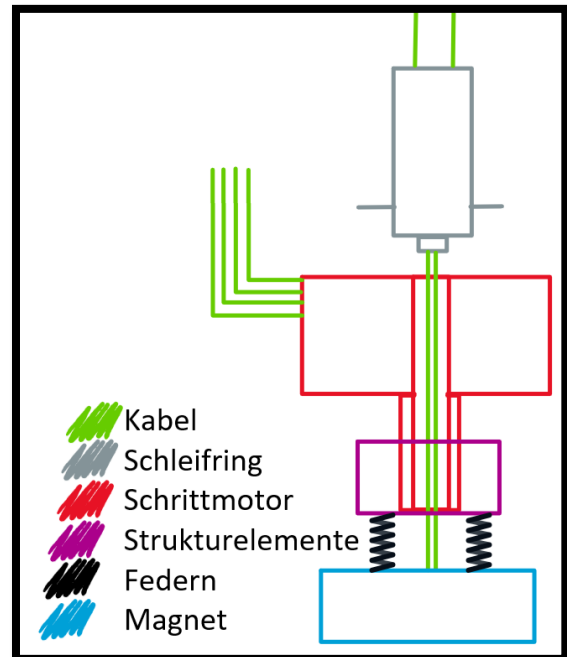 Kabel
Schleifring
Schrittmotor
Strukturelemente
Federn
Magnet